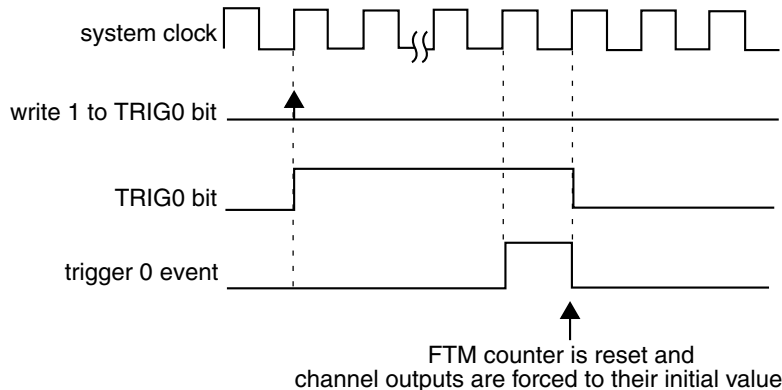 system clock
write 1 to TRIG0 bit
TRIG0 bit
trigger 0 event
FTM counter is reset and
channel outputs are forced to their initial value